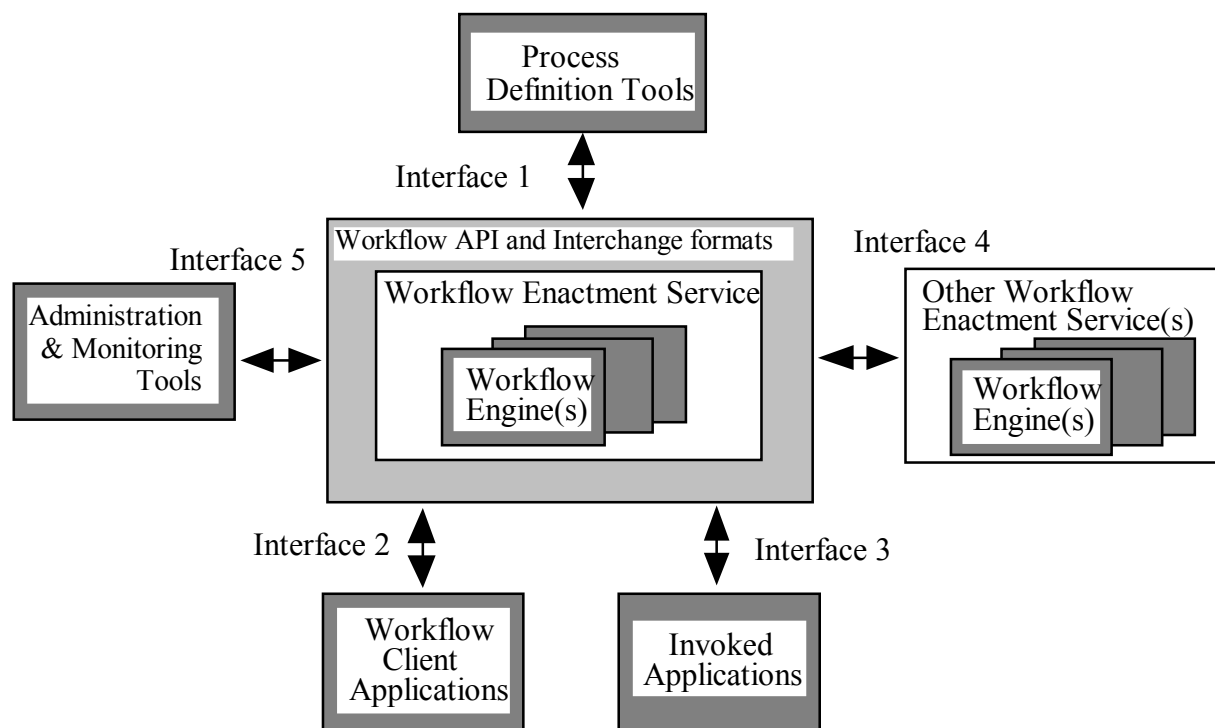 Process
Definition Tools
Interface 1
Workflow API and Interchange formats
Interface 4
Interface 5
Workflow Enactment Service
Other Workflow
Enactment Service(s)
Administration
& Monitoring
Tools
Workflow
Engine(s)
Workflow
Engine(s)
Interface 2
Interface 3
Workflow
Client
Applications
Invoked
Applications